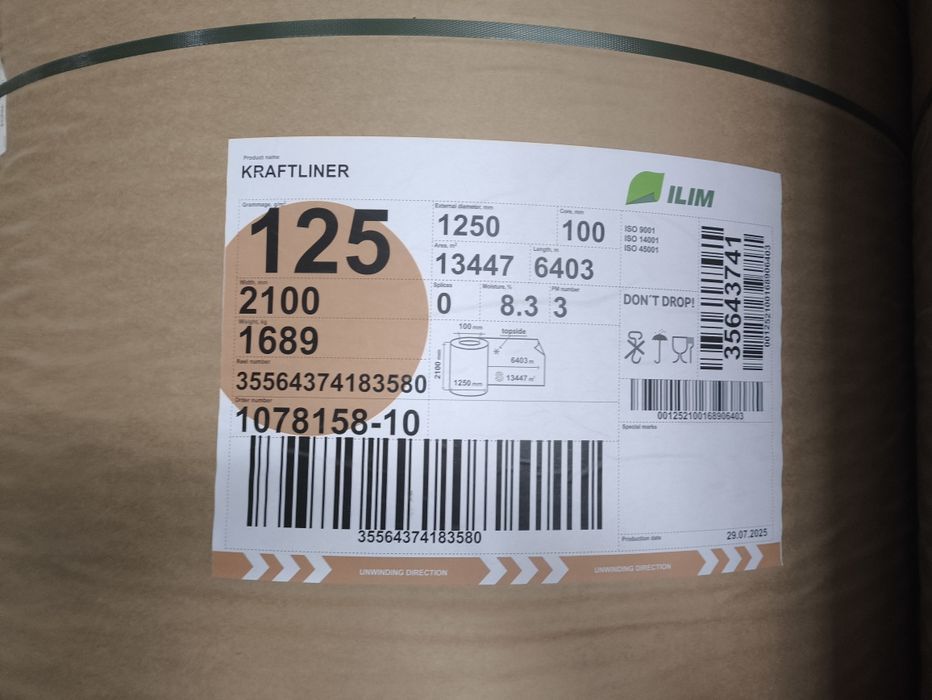 Product name
KRAFTLINER
ILIM
Grammage, g/m²
125
External diameter, mm
1250
Core, mm
100
Area, m²
13447
Length, m
6403
ISO 9001
ISO 14001
ISO 45001
Width, mm
2100
Splices
0
Moisture, %
8.3
PM number
3
DON'T DROP!
35643741
001252100168906403
Weight, kg
1689
100 mm
topside
2100 mm
6403 m
1250 mm
13447 m²
Reel number
35564374183580
001252100168906403
Order number
1078158-10
Special marks
35564374183580
Production date
29.07.2025
UNWINDING DIRECTION
UNWINDING DIRECTION